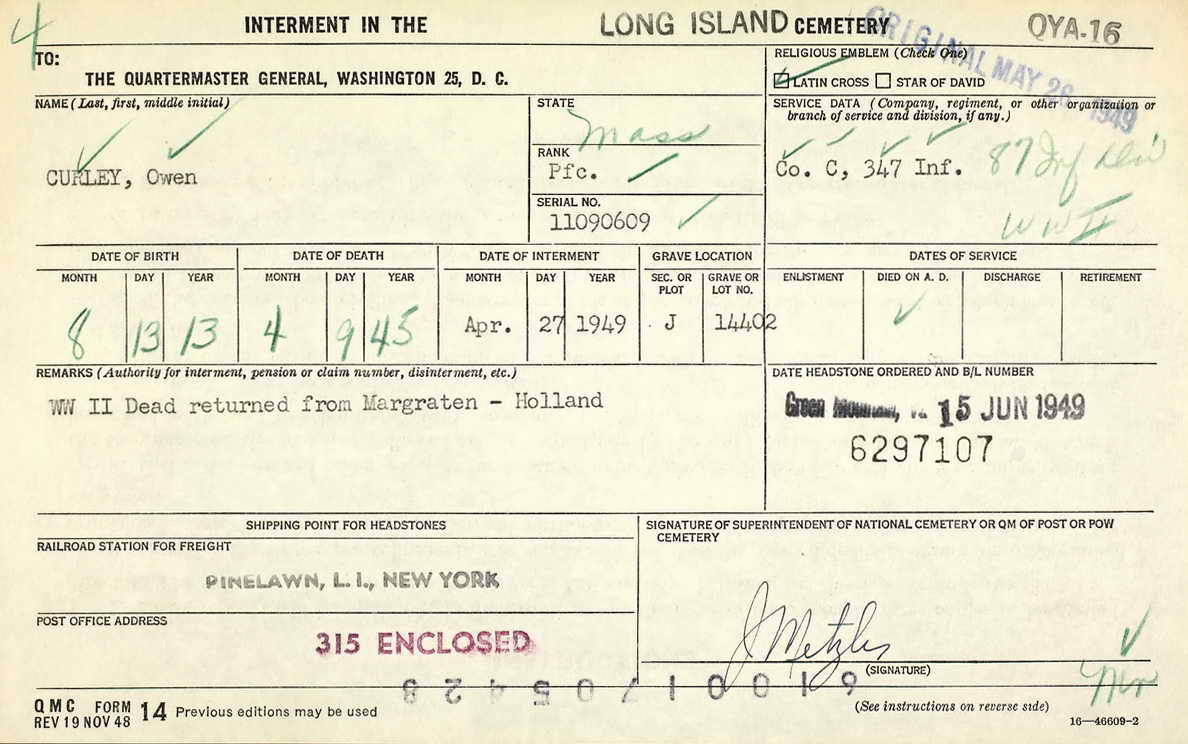 4
INTERMENT IN THE LONG ISLAND CEMETERY QYA-16
ORIGINAL MAY 26 1949
TO:
THE QUARTERMASTER GENERAL, WASHINGTON 25, D. C.
RELIGIOUS EMBLEM (Check One)
LATIN CROSS STAR OF DAVID
NAME (Last, first, middle initial)
CURLEY, Owen
STATE
Mass
RANK
Pfc.
SERIAL NO.
11090609
SERVICE DATA (Company, regiment, or other organization or
branch of service and division, if any.)
Co. C, 347 Inf. 87 Inf Div
WW II
DATE OF BIRTH
MONTH DAY YEAR
8 13 13
DATE OF DEATH
MONTH DAY YEAR
4 9 45
DATE OF INTERMENT
MONTH DAY YEAR
Apr. 27 1949
GRAVE LOCATION
SEC. OR PLOT
J
GRAVE OR LOT NO.
14402
DATES OF SERVICE
ENLISTMENT DIED ON A. D. DISCHARGE RETIREMENT
REMARKS (Authority for interment, pension or claim number, disinterment, etc.)
WW II Dead returned from Margraten - Holland
DATE HEADSTONE ORDERED AND B/L NUMBER
Green Mountain, 15 JUN 1949
6297107
SHIPPING POINT FOR HEADSTONES
RAILROAD STATION FOR FREIGHT
PINELAWN, L. I., NEW YORK
POST OFFICE ADDRESS
315 ENCLOSED
SIGNATURE OF SUPERINTENDENT OF NATIONAL CEMETERY OR QM OF POST OR POW
CEMETERY
J Metzler
(SIGNATURE)
QMC FORM
REV 19 NOV 48 14 Previous editions may be used
(See instructions on reverse side)
16—46609-2